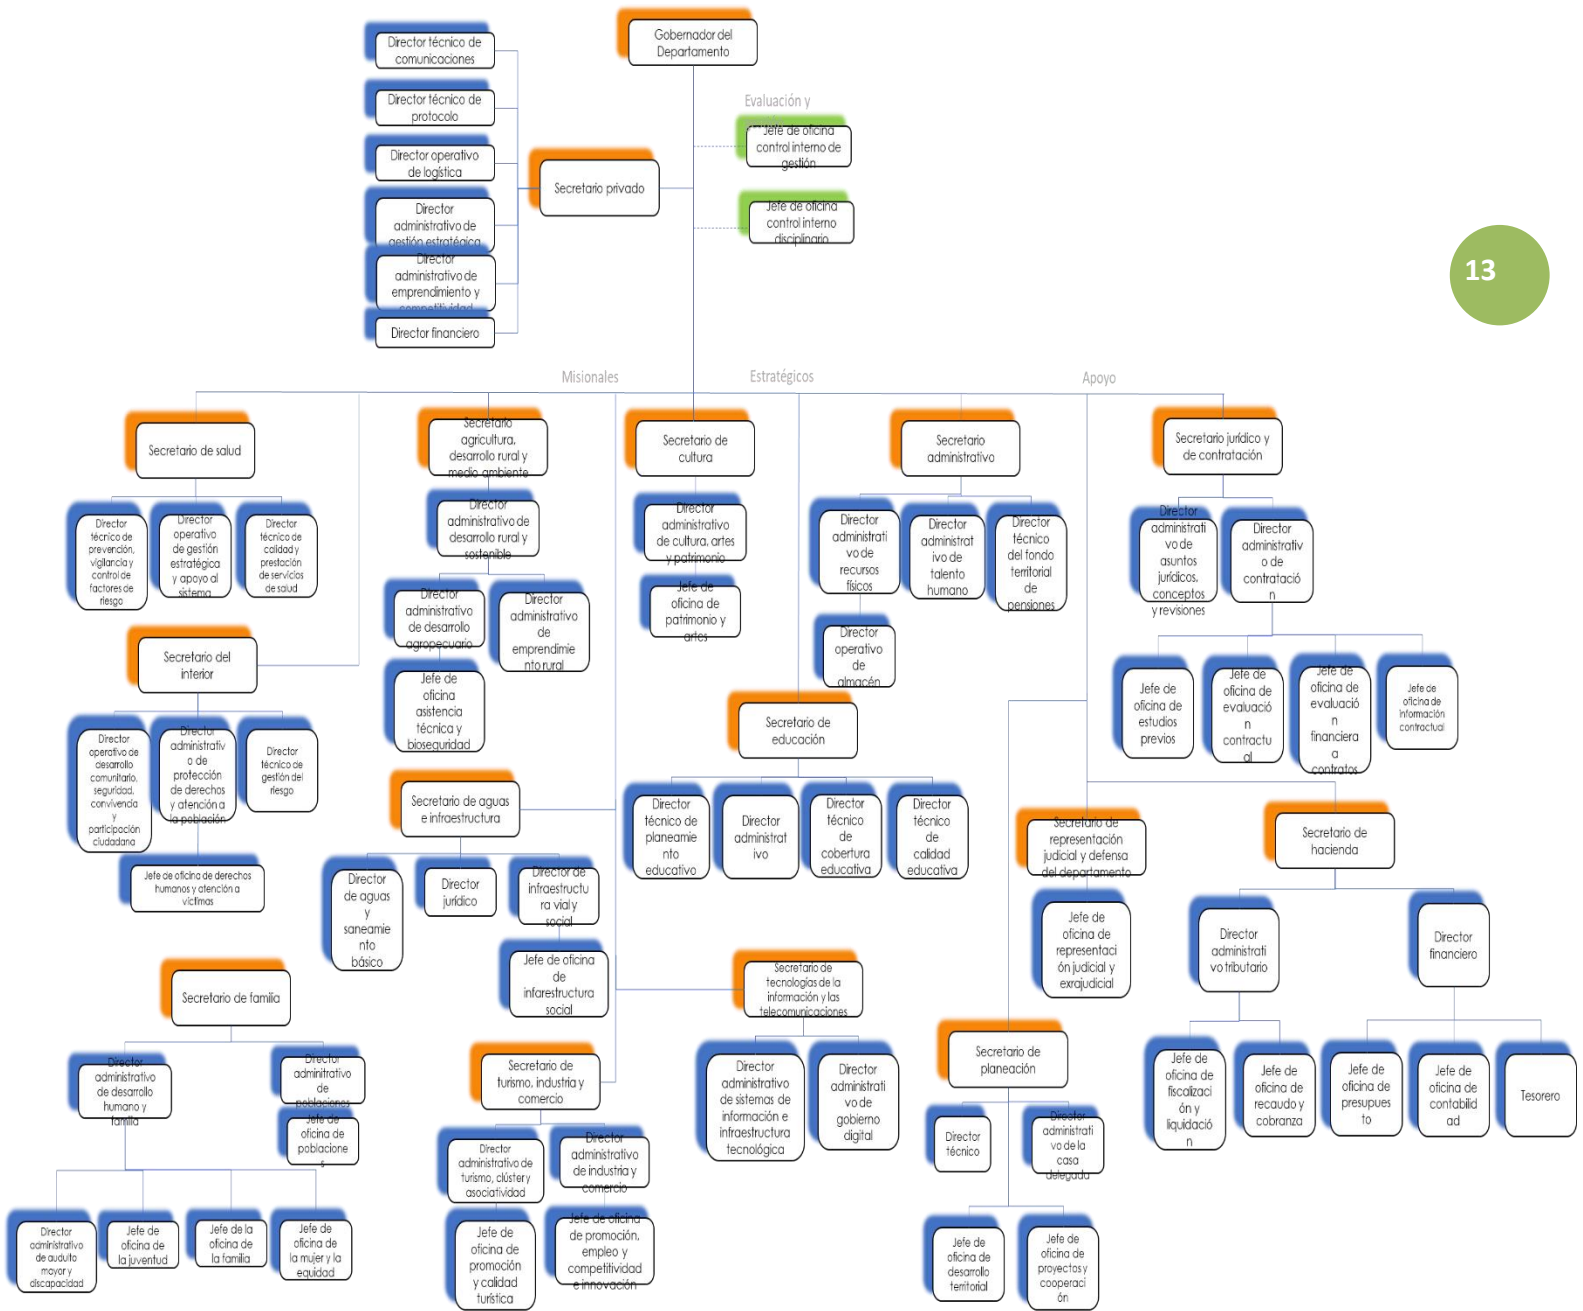 Gobernador del
Departamento
Director técnico de
comunicaciones
Director técnico de
protocolo
Director operativo
de logística
Director
administrativo de
gestión estratégica
Director
administrativo de
emprendimiento y
competitividad
Director financiero
Secretario privado
Evaluación y
Jefe de oficina
control interno de
gestión
Jefe de oficina
control interno
disciplinario
13
Misionales
Estratégicos
Apoyo
Secretario de salud
Director
técnico de
prevención,
vigilancia y
control de
factores de
riesgo
Director
operativo
de gestión
estratégica
y apoyo al
sistema
Director
técnico de
calidad y
prestación
de servicios
de salud
Secretario del
interior
Director
operativo de
desarrollo
comunitario,
seguridad,
convivencia
y
participación
ciudadana
Director
administrativ
o de
protección
de derechos
y atención a
la población
Director
técnico de
gestión del
riesgo
Jefe de oficina de derechos
humanos y atención a
víctimas
Secretario de familia
Director
administrativo
de desarrollo
humano y
familia
Director
adminitrativo
de
poblaciones
Jefe de
oficina de
poblacione
s
Director
administrativo
de auduito
mayor y
discapacidad
Jefe de
oficina de
la juventud
Jefe de la
oficina de
la familia
Jefe de
oficina de
la mujer y la
equidad
Secretario
agricultura,
desarrollo rural y
medio ambiente
Director
administrativo de
desarrollo rural y
sostenible
Director
administrativo
de desarrollo
agropecuario
Director
administrativo
de
emprendimie
nto rural
Jefe de
oficina
asistencia
técnica y
bioseguridad
Secretario de aguas
e infraestructura
Director
de aguas
y
saneamie
nto
básico
Director
jurídico
Director de
infraestructu
ra vial y
social
Jefe de oficina
de
infarestructura
social
Secretario de
turismo, industria y
comercio
Director
administrativo de
turismo, clúster y
asociatividad
Director
administrativo
de industria y
comercio
Jefe de
oficina de
promoción
y calidad
turística
Jefe de oficina
de promoción,
empleo y
competitividad
e innovación
Secretario de
cultura
Director
administrativo
de cultura, artes
y patrimonio
Jefe de
oficina de
patrimonio y
artes
Secretario de
educación
Director
técnico de
planeamie
nto
educativo
Director
administrat
ivo
Director
técnico
de
cobertura
educativa
Director
técnico
de
calidad
educativa
Secretario de
tecnologías de la
información y las
telecomunicaciones
Director
administrativo
de sistemas de
información e
infraestructura
tecnológica
Director
administrati
vo de
gobierno
digital
Secretario
administrativo
Director
administrati
vo de
recursos
físicos
Director
administrat
ivo de
talento
humano
Director
técnico
del fondo
territorial
de
pensiones
Director
operativo
de
almacén
Secretario de
planeación
Director
técnico
Director
administrati
vo de la
casa
delegada
Jefe de
oficina de
desarrollo
territorial
Jefe de
oficina de
proyectos y
cooperaci
ón
Secretario jurídico y
de contratación
Director
administrati
vo de
asuntos
jurídicos,
conceptos
y revisiones
Director
administrativ
o de
contratació
n
Jefe de
oficina de
estudios
previos
Jefe de
oficina de
evaluació
n
contractu
al
Jefe de
oficina de
evaluació
n
financiera
a
contratos
Jefe de
oficina de
información
contractual
Secretario de
representación
judicial y defensa
del departamento
Jefe de
oficina de
representaci
ón judicial y
exrajudicial
Secretario de
hacienda
Director
administrati
vo tributario
Director
financiero
Jefe de
oficina de
fiscalizaci
ón y
liquidació
n
Jefe de
oficina de
recaudo y
cobranza
Jefe de
oficina de
presupues
to
Jefe de
oficina de
contabilid
ad
Tesorero